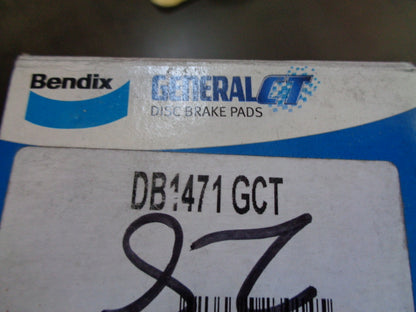 Bendix GENERAL CT
DISC BRAKE PADS
DB1471 GCT